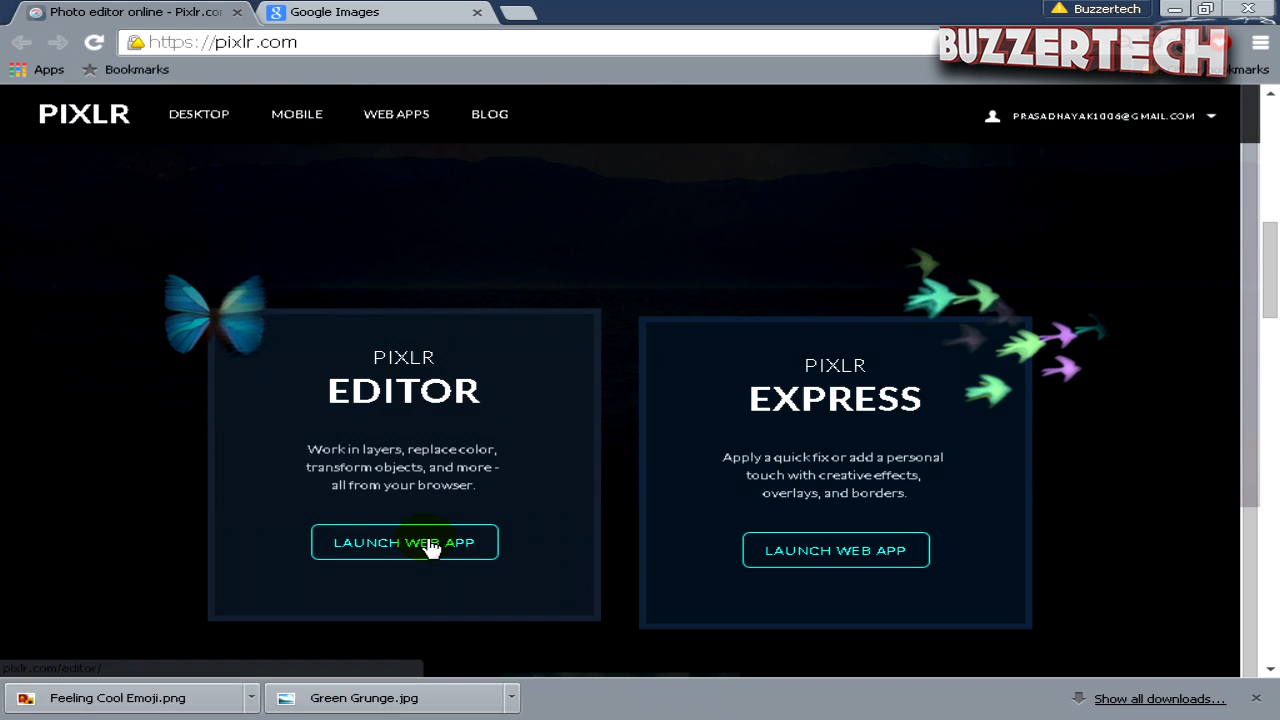 Photo editor online - Pixlr.co
Google Images
Buzzertech
https://pixlr.com
BUZZERTECH
Apps
Bookmarks
kmarks
PIXLR
DESKTOP
MOBILE
WEB APPS
BLOG
PRASADNAYAK1006@GMAIL.COM
PIXLR
EDITOR
Work in layers, replace color,
transform objects, and more -
all from your browser.
LAUNCH WEB APP
PIXLR
EXPRESS
Apply a quick fix or add a personal
touch with creative effects,
overlays, and borders.
LAUNCH WEB APP
pixlr.com/editor/
Feeling Cool Emoji.png
Green Grunge.jpg
Show all downloads...